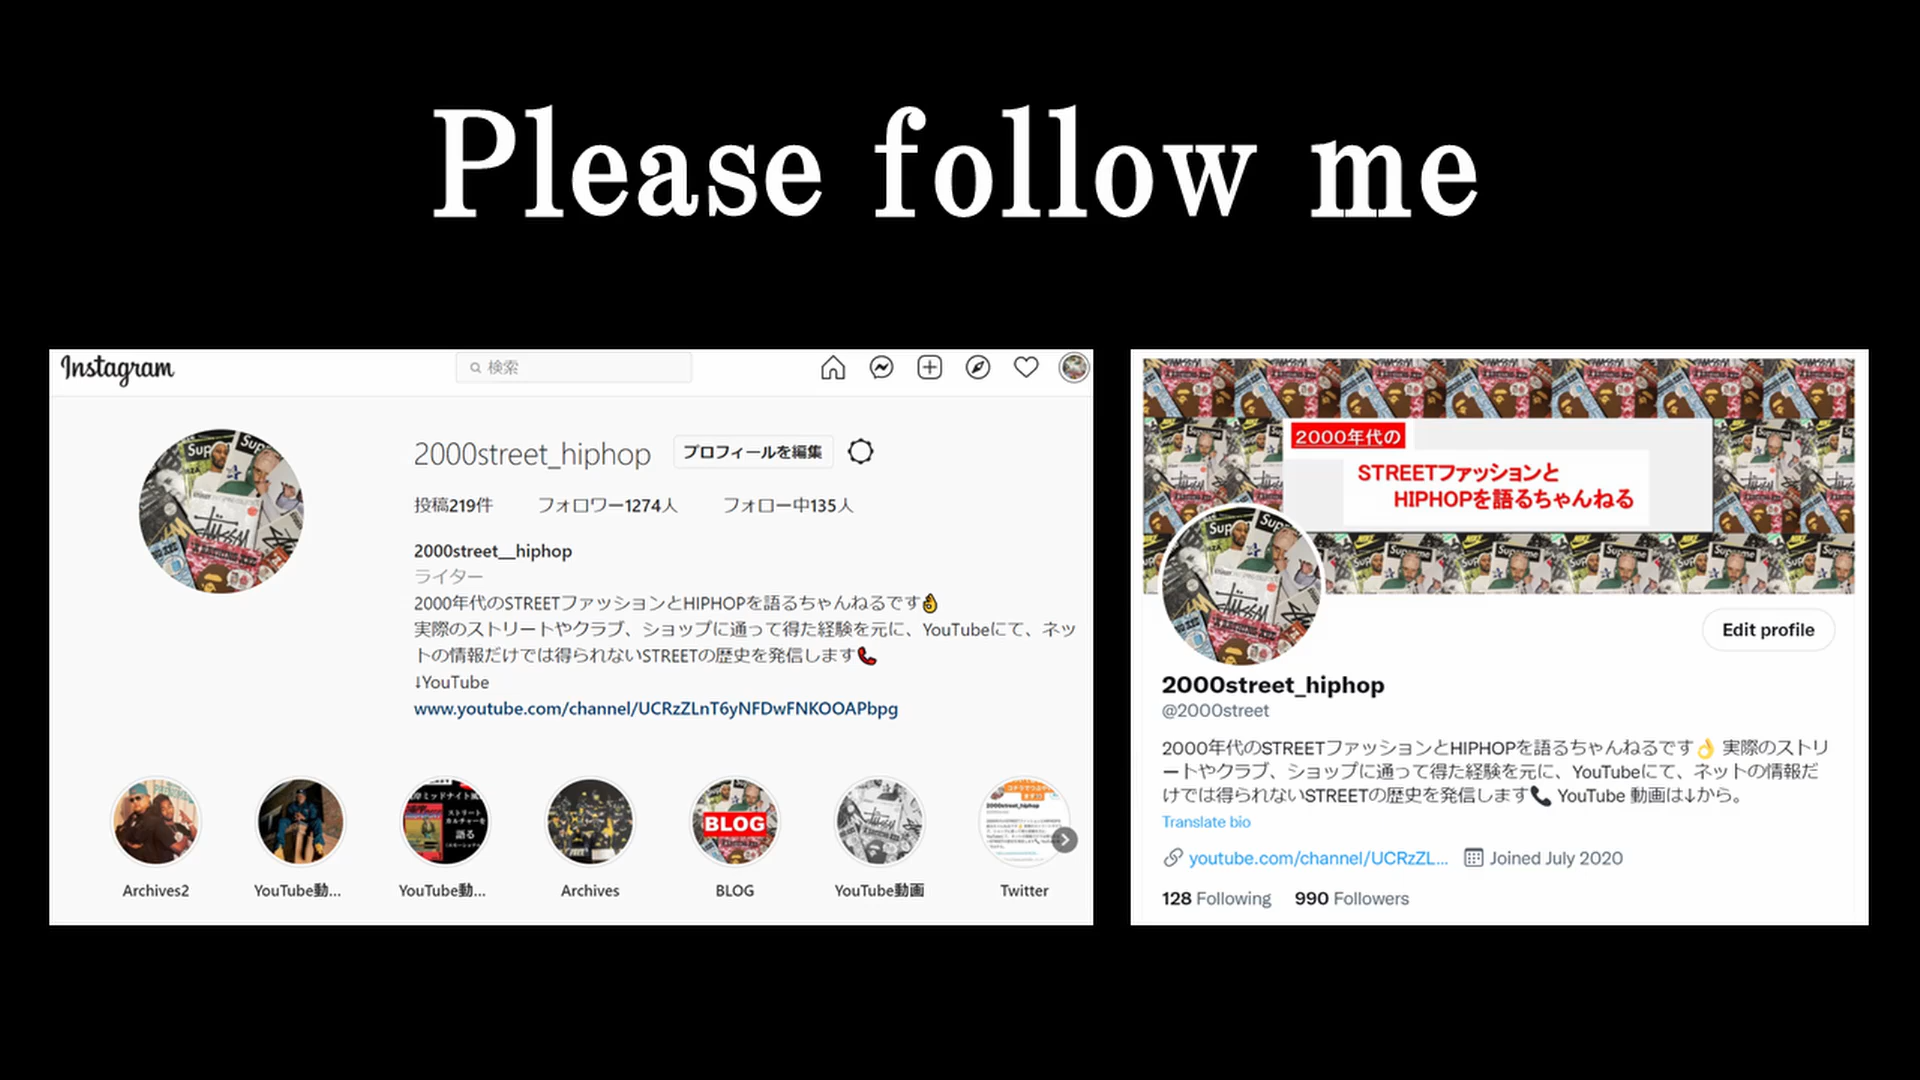 Please follow me
Instagram
検索
2000street_hiphop プロフィールを編集
投稿219件 フォロワー1274人 フォロー中135人
2000street__hiphop
ライター
2000年代のSTREETファッションとHIPHOPを語るちゃんねるです👌
実際のストリートやクラブ、ショップに通って得た経験を元に、YouTubeにて、ネッ
トの情報だけでは得られないSTREETの歴史を発信します📞
↓YouTube
www.youtube.com/channel/UCRzZLnT6yNFDwFNKOOAPbpg
ストリート
カルチャーを
語る
BLOG
Archives2 YouTube動... YouTube動... Archives BLOG YouTube動画 Twitter
2000年代の
STREETファッションと
HIPHOPを語るちゃんねる
Edit profile
2000street_hiphop
@2000street
2000年代のSTREETファッションとHIPHOPを語るちゃんねるです👌 実際のストリ
ートやクラブ、ショップに通って得た経験を元に、YouTubeにて、ネットの情報だ
けでは得られないSTREETの歴史を発信します📞 YouTube 動画は↓から。
Translate bio
youtube.com/channel/UCRzZL... Joined July 2020
128 Following 990 Followers